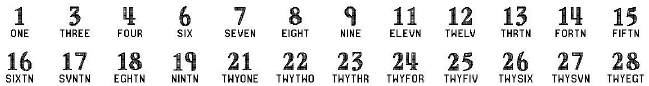 1 3 4 6 7 8 9 11 12 13 14 15
ONE THREE FOUR SIX SEVEN EIGHT NINE ELEVN TWELV THRTN FORTN FIFTN
16 18 19 21 22 23 24 25 26 27 28
SIXTN SVNTN EGHTN NINTN TWYONE TWYTWO TWYTHR TWYFOR TWYFIV TWYSIX TWYSVN TWYEGT